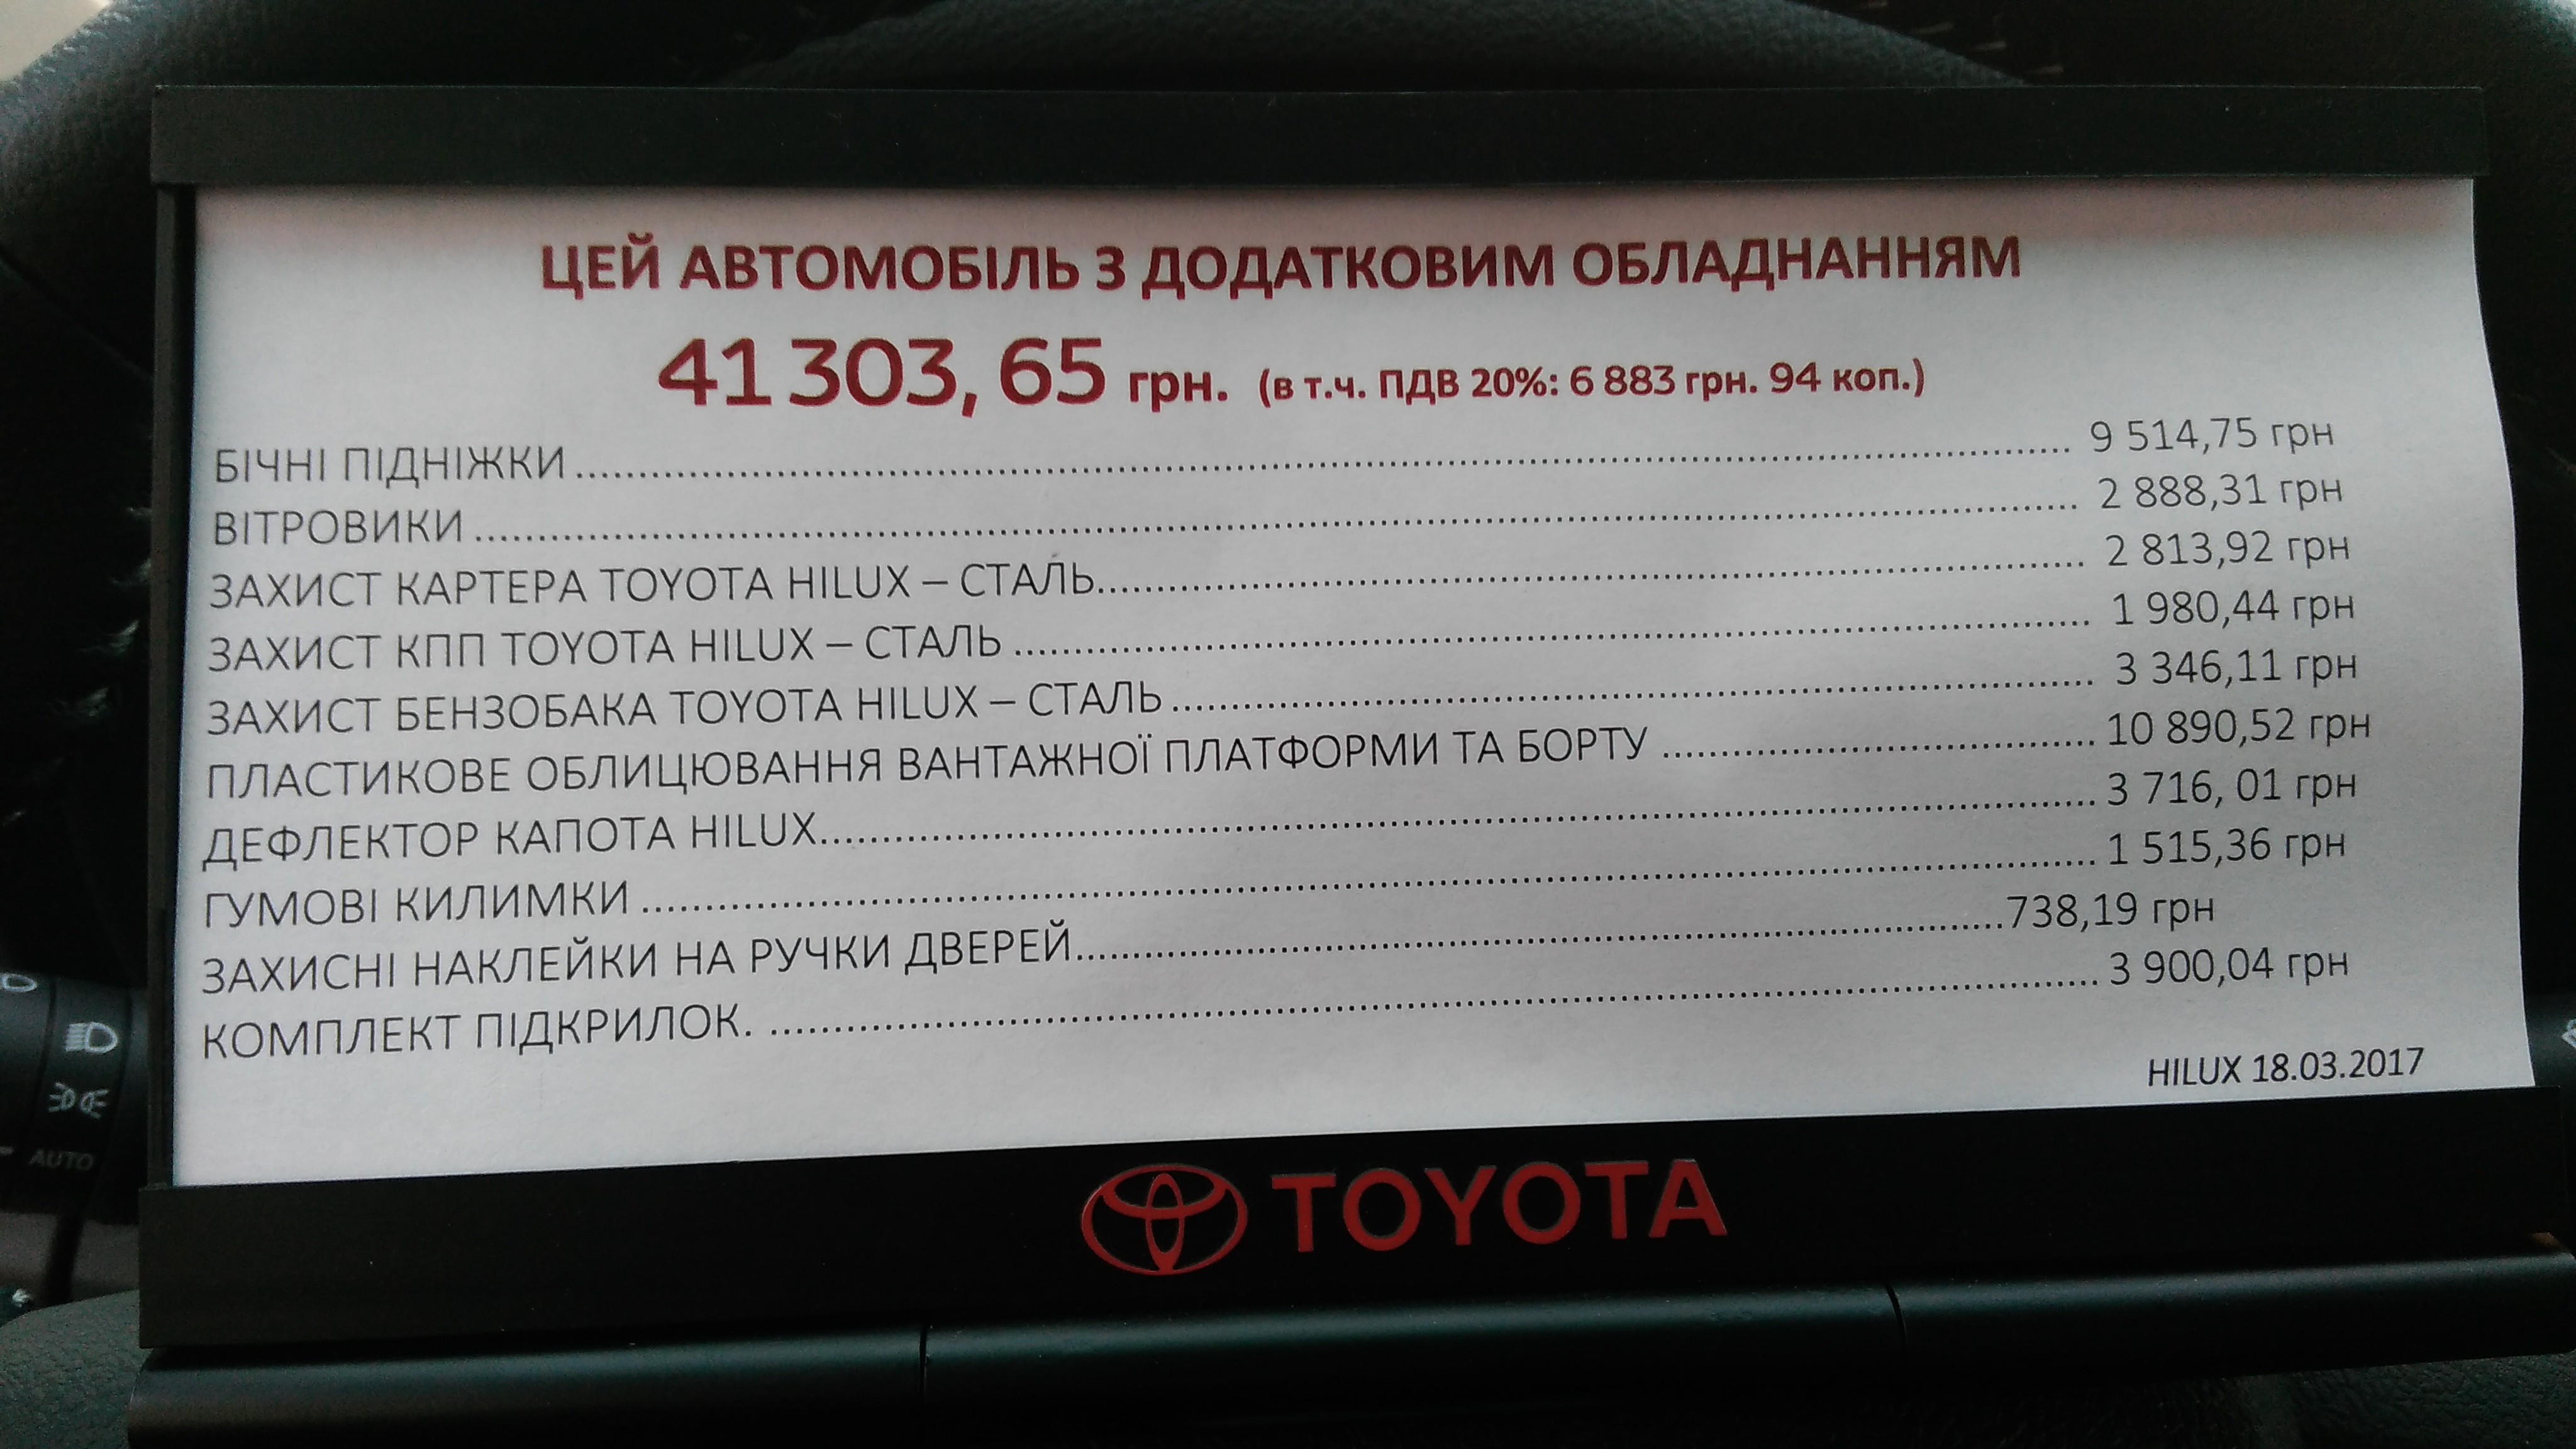 ЦЕЙ АВТОМОБІЛЬ З ДОДАТКОВИМ ОБЛАДНАННЯМ
41 303, 65 грн. (в т.ч. ПДВ 20%: 6 883 грн. 94 коп.)
БІЧНІ ПІДНІЖКИ........................ 9 514,75 грн
ВІТРОВИКИ ........................ 2 888,31 грн
ЗАХИСТ КАРТЕРА TOYOTA HILUX – СТАЛЬ........................ 2 813,92 грн
ЗАХИСТ КПП TOYOTA HILUX – СТАЛЬ ........................ 1 980,44 грн
ЗАХИСТ БЕНЗОБАКА TOYOTA HILUX – СТАЛЬ ........................ 3 346,11 грн
ПЛАСТИКОВЕ ОБЛИЦЮВАННЯ ВАНТАЖНОЇ ПЛАТФОРМИ ТА БОРТУ ........................ 10 890,52 грн
ДЕФЛЕКТОР КАПОТА HILUX........................ 3 716, 01 грн
ГУМОВІ КИЛИМКИ ........................ 1 515,36 грн
ЗАХИСНІ НАКЛЕЙКИ НА РУЧКИ ДВЕРЕЙ........................738,19 грн
КОМПЛЕКТ ПІДКРИЛОК. ........................ 3 900,04 грн
HILUX 18.03.2017
AUTO
TOYOTA